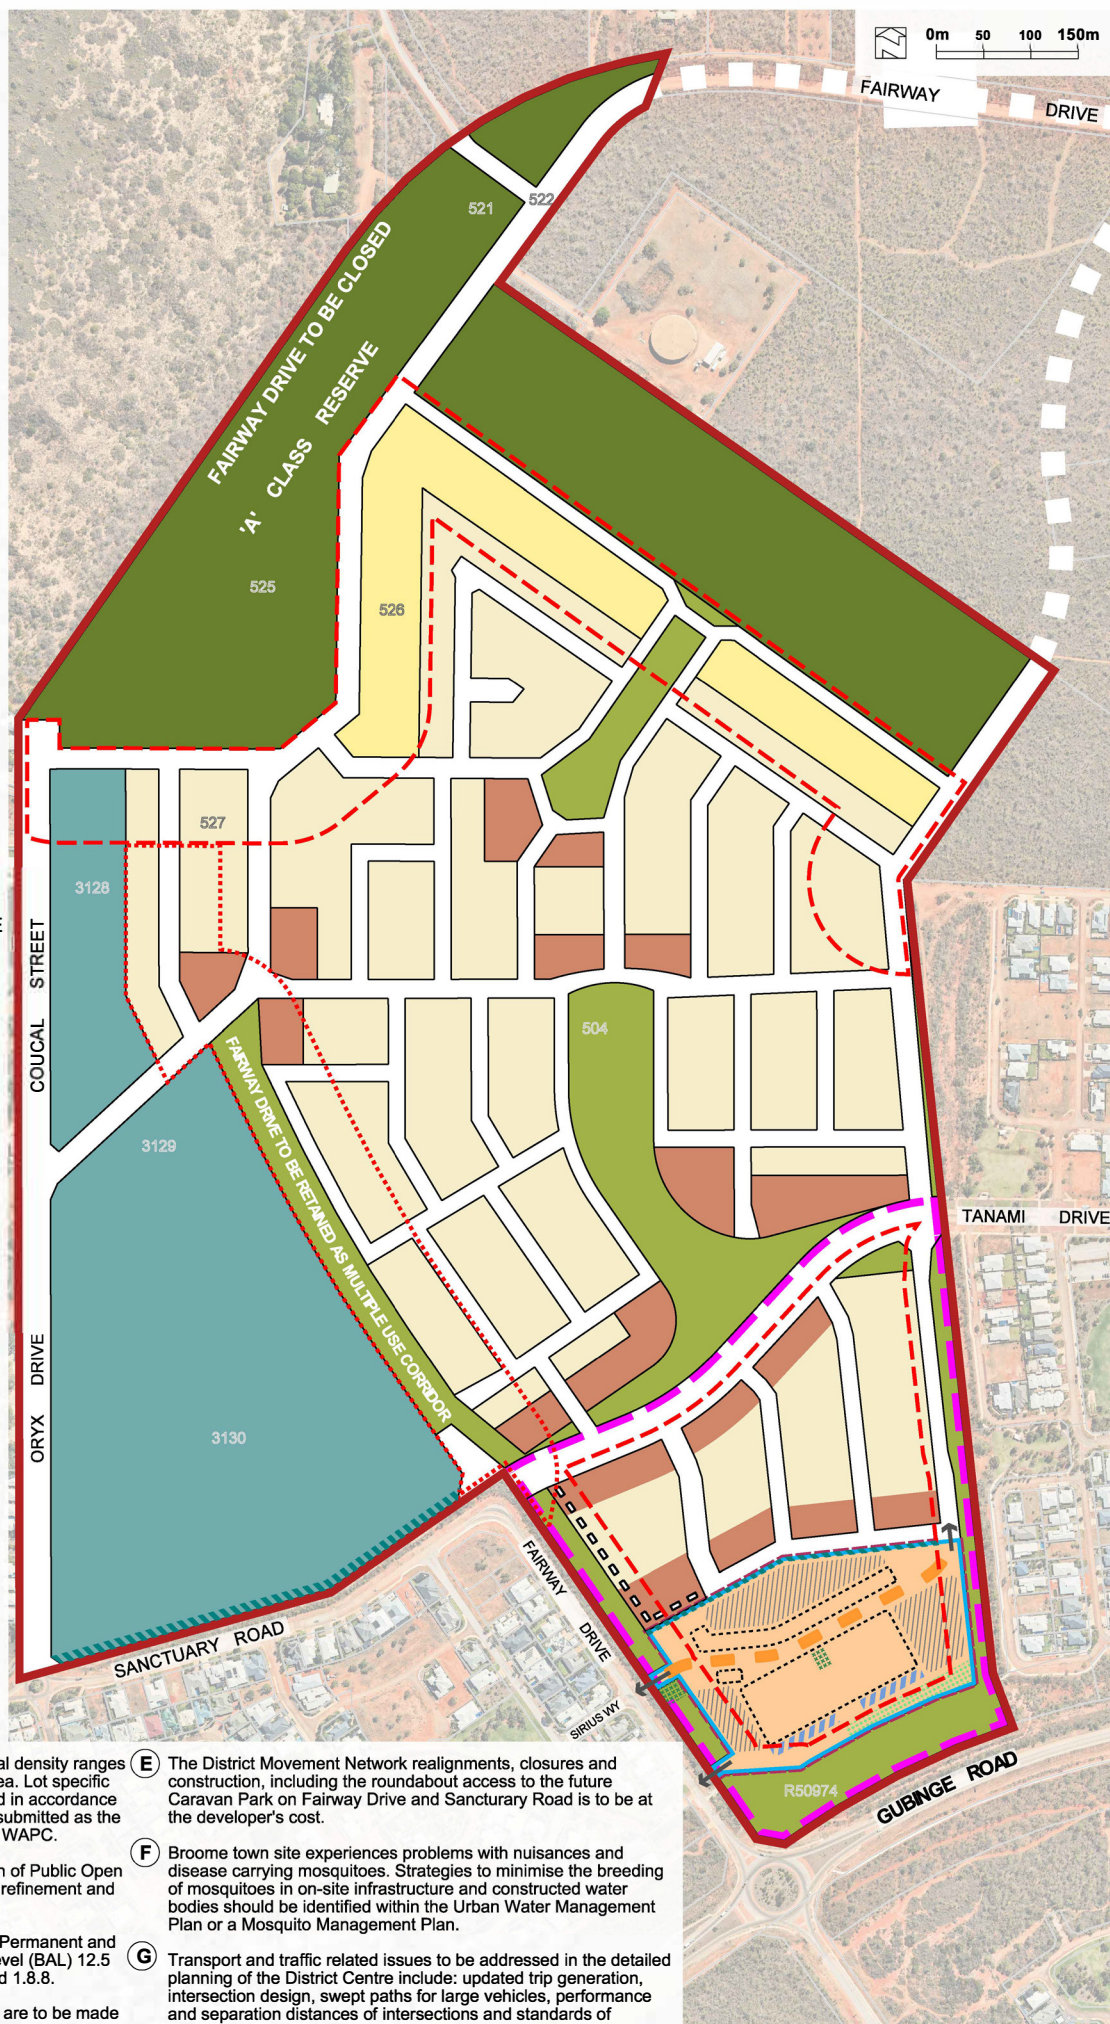 0m 50 100 150m
FAIRWAY DRIVE
522
521
FAIRWAY DRIVE TO BE CLOSED
'A' CLASS RESERVE
525
526
527
3128
COUCAL STREET
504
FAIRWAY DRIVE TO BE RETAINED AS MULTIPLE USE CORRIDOR
3129
TANAMI DRIVE
ORYX DRIVE
3130
FAIRWAY DRIVE
SANCTUARY ROAD
SIRIUS WY
R50974
GUBINGE ROAD
al density ranges
ea. Lot specific
d in accordance
submitted as the
WAPC.
n of Public Open
refinement and
Permanent and
evel (BAL) 12.5
d 1.8.8.
are to be made
E The District Movement Network realignments, closures and
construction, including the roundabout access to the future
Caravan Park on Fairway Drive and Sancturary Road is to be at
the developer's cost.
F Broome town site experiences problems with nuisances and
disease carrying mosquitoes. Strategies to minimise the breeding
of mosquitoes in on-site infrastructure and constructed water
bodies should be identified within the Urban Water Management
Plan or a Mosquito Management Plan.
G Transport and traffic related issues to be addressed in the detailed
planning of the District Centre include: updated trip generation,
intersection design, swept paths for large vehicles, performance
and separation distances of intersections and standards of